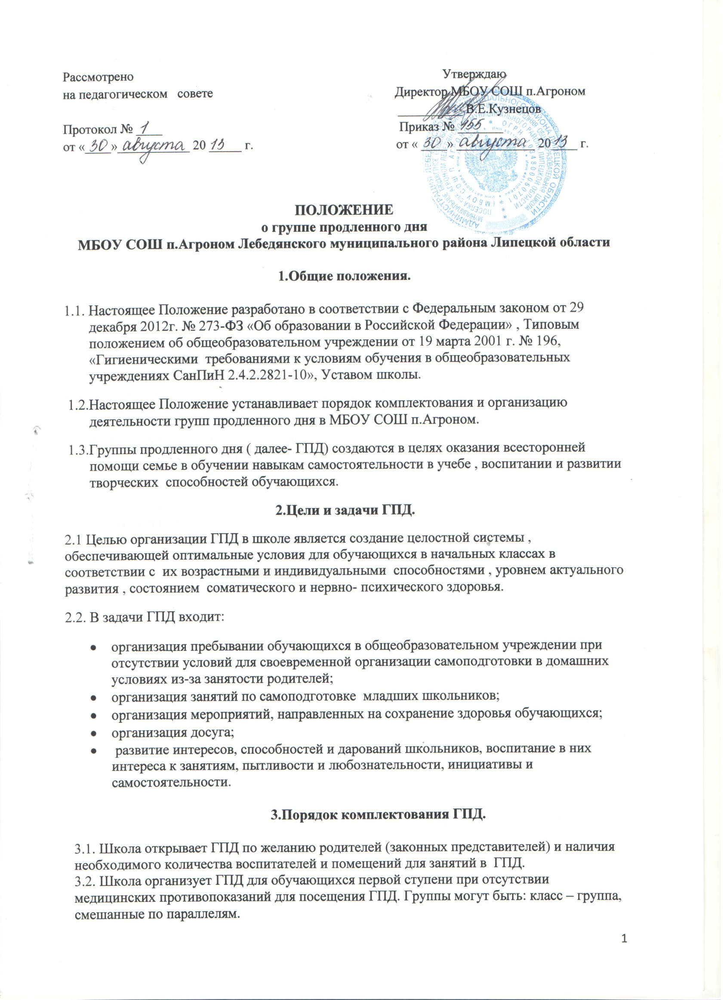 Рассмотрено
на педагогическом совете
Протокол № 1
от « 30 » августа 20 13 г.
Утверждаю
Директор МБОУ СОШ п.Агроном
В.Е.Кузнецов
Приказ № 155
от « 30 » августа 20 13 г.
ПОЛОЖЕНИЕ
о группе продленного дня
МБОУ СОШ п.Агроном Лебедянского муниципального района Липецкой области
1.Общие положения.
1.1. Настоящее Положение разработано в соответствии с Федеральным законом от 29
декабря 2012г. № 273-ФЗ «Об образовании в Российской Федерации» , Типовым
положением об общеобразовательном учреждении от 19 марта 2001 г. № 196,
«Гигиеническими требованиями к условиям обучения в общеобразовательных
учреждениях СанПиН 2.4.2.2821-10», Уставом школы.
1.2.Настоящее Положение устанавливает порядок комплектования и организацию
деятельности групп продленного дня в МБОУ СОШ п.Агроном.
1.3.Группы продленного дня ( далее- ГПД) создаются в целях оказания всесторонней
помощи семье в обучении навыкам самостоятельности в учебе , воспитании и развитии
творческих способностей обучающихся.
2.Цели и задачи ГПД.
2.1 Целью организации ГПД в школе является создание целостной системы ,
обеспечивающей оптимальные условия для обучающихся в начальных классах в
соответствии с их возрастными и индивидуальными способностями , уровнем актуального
развития , состоянием соматического и нервно- психического здоровья.
2.2. В задачи ГПД входит:
• организация пребывании обучающихся в общеобразовательном учреждении при
отсутствии условий для своевременной организации самоподготовки в домашних
условиях из-за занятости родителей;
• организация занятий по самоподготовке младших школьников;
• организация мероприятий, направленных на сохранение здоровья обучающихся;
• организация досуга;
• развитие интересов, способностей и дарований школьников, воспитание в них
интереса к занятиям, пытливости и любознательности, инициативы и
самостоятельности.
3.Порядок комплектования ГПД.
3.1. Школа открывает ГПД по желанию родителей (законных представителей) и наличия
необходимого количества воспитателей и помещений для занятий в ГПД.
3.2. Школа организует ГПД для обучающихся первой ступени при отсутствии
медицинских противопоказаний для посещения ГПД. Группы могут быть: класс – группа,
смешанные по параллелям.
1